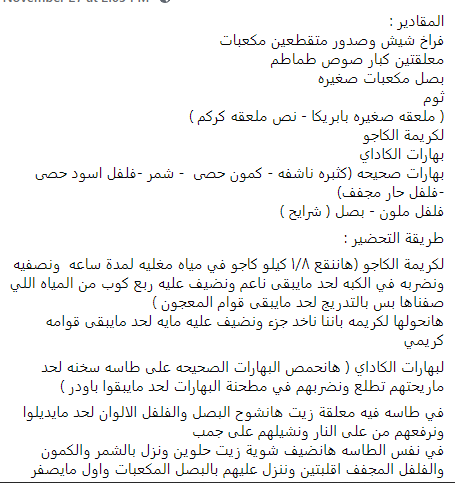 November 27 at 2:09 PM
المقادير :
فراخ شيش وصدور متقطعين مكعبات
معلقتين كبار صوص طماطم
بصل مكعبات صغيره
ثوم
( ملعقه صغيره بابريكا - نص ملعقه كركم )
لكريمة الكاجو
بهارات الكاداي
بهارات صحيحه (كثبره ناشفه - كمون حصى - شمر -فلفل اسود حصى
-فلفل حار مجفف)
فلفل ملون - بصل ( شرايح )
طريقة التحضير :
لكريمة الكاجو (هاننقع ١/٨ كيلو كاجو في مياه مغليه لمدة ساعه ونصفيه
ونضربه في الكبه لحد مايبقى ناعم ونضيف عليه ربع كوب من المياه اللي
صفناها بس بالتدريج لحد مايبقى قوام المعجون )
هانحولها لكريمه باننا ناخد جزء ونضيف عليه مايه لحد مايبقى قوامه
كريمي
لبهارات الكاداي ( هانحمص البهارات الصحيحه على طاسه سخنه لحد
ماريحتهم تطلع ونضربهم في مطحنة البهارات لحد مايبقوا باودر )
في طاسه فيه معلقة زيت هانشوح البصل والفلفل الالوان لحد مايديلوا
ونرفعهم من على النار ونشيلهم على جمب
في نفس الطاسه هانضيف شوية زيت حلوين ونزل بالشمر والكمون
والفلفل المجفف اقلبتين وننزل عليهم بالبصل المكعبات واول مايصفر